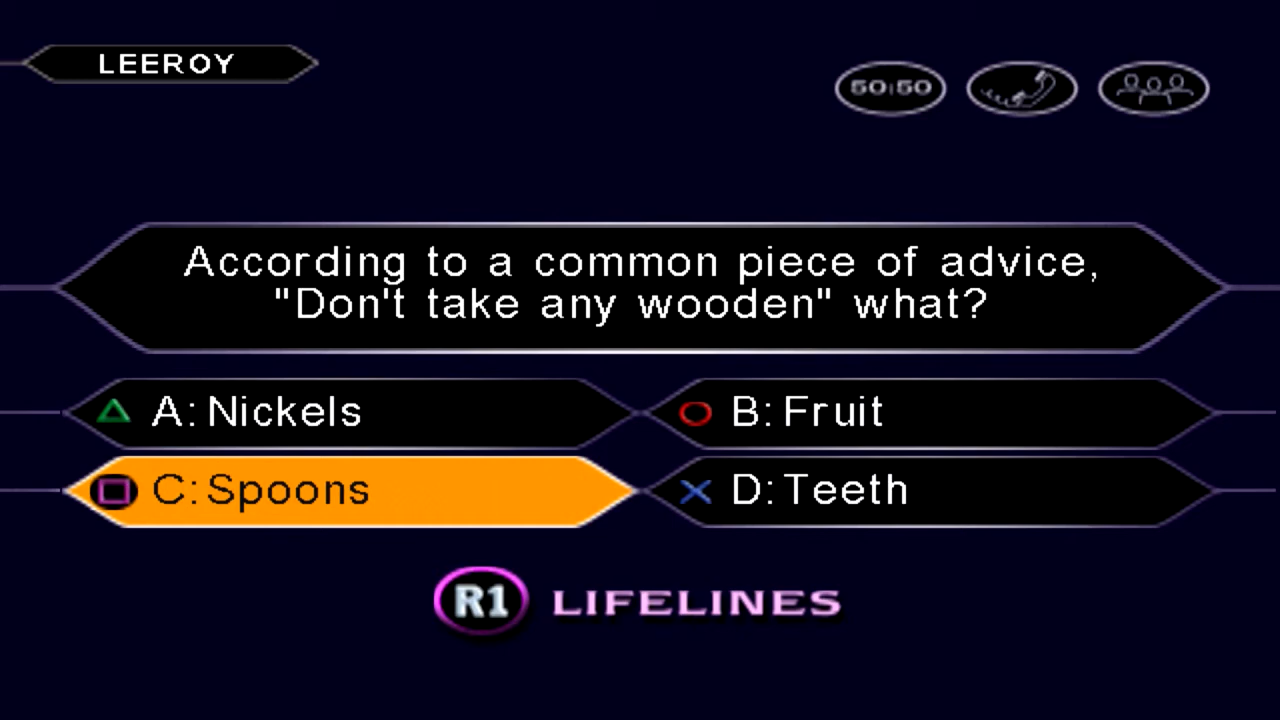 LEEROY
50:50
According to a common piece of advice,
"Don't take any wooden" what?
A: Nickels
B: Fruit
C: Spoons
D: Teeth
R1 LIFELINES